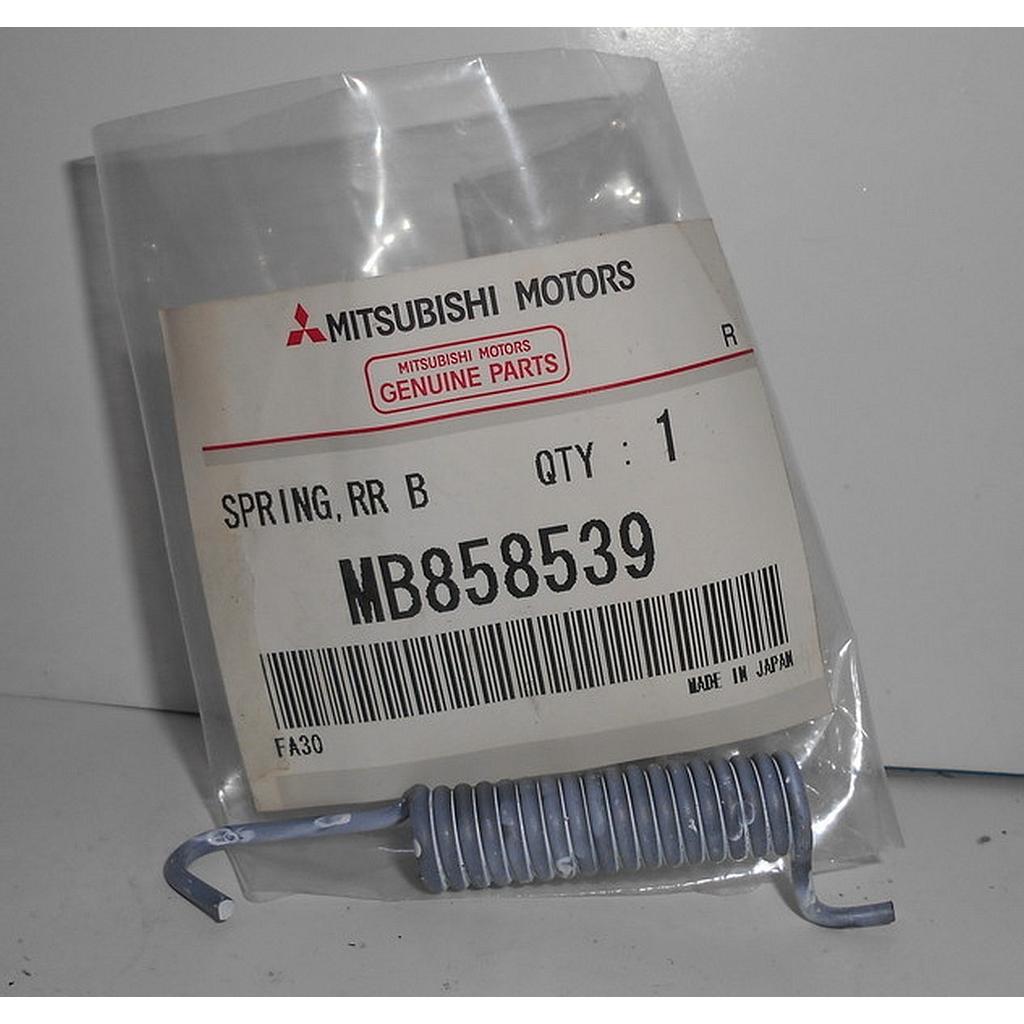 MITSUBISHI MOTORS
MITSUBISHI MOTORS
GENUINE PARTS
R
SPRING,RR B QTY : 1
MB858539
MADE IN JAPAN
FA30